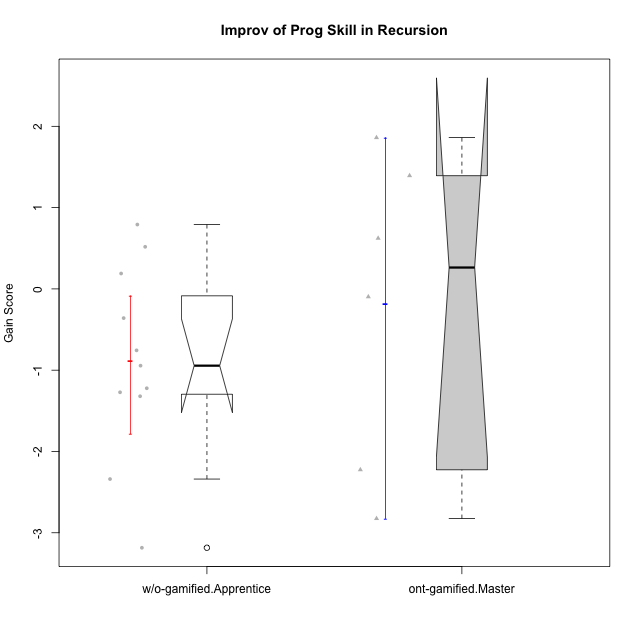 Improv of Prog Skill in Recursion
Gain Score
2
1
0
-1
-2
-3
w/o-gamified.Apprentice
ont-gamified.Master